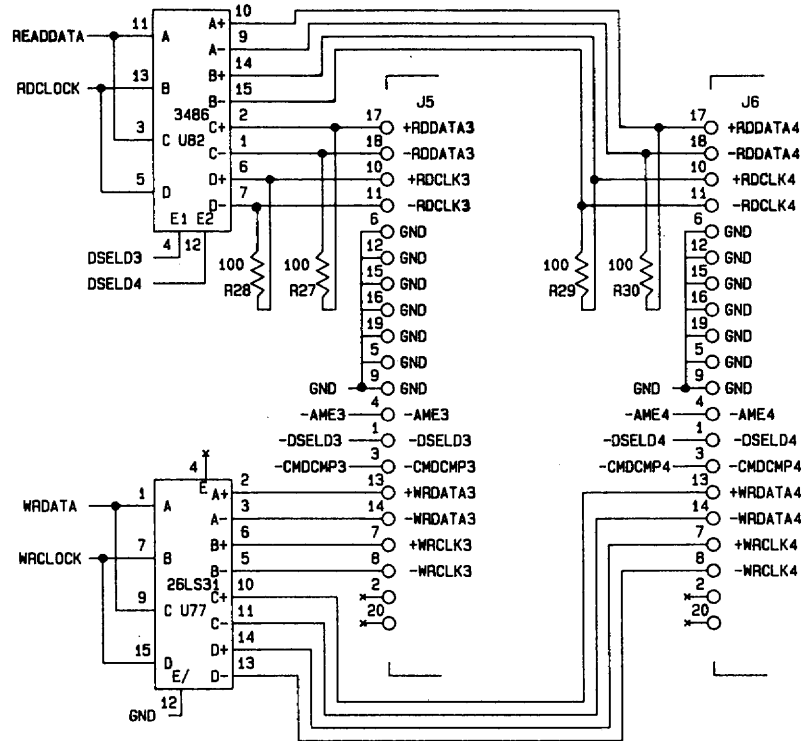 10
11 A+
READDATA A 9
A-
14
13 B+
RDCLOCK B 15
B-
3486 2
3 C+
C U82 1
C-
5 6
D D+
7
E1 E2 D-
DSELD3 4 12
DSELD4
J5
17 +RDDATA3
18 -RDDATA3
10 +RDCLK3
11 -RDCLK3
6 GND
12 GND
15 GND
16 GND
19 GND
5 GND
GND 9 GND
-AME3 4 -AME3
-DSELD3 1 -DSELD3
-CMDCMP3 3 -CMDCMP3
13 +WRDATA3
14 -WRDATA3
7 +WRCLK3
8 -WRCLK3
x 2
x 20
100 100
R28 R27
J6
17 +RDDATA4
18 -RDDATA4
10 +RDCLK4
11 -RDCLK4
6 GND
12 GND
15 GND
16 GND
19 GND
5 GND
GND 9 GND
-AME4 4 -AME4
-DSELD4 1 -DSELD4
-CMDCMP4 3 -CMDCMP4
13 +WRDATA4
14 -WRDATA4
7 +WRCLK4
8 -WRCLK4
x 2
x 20
100 100
R29 R30
x
4
E 2
1 A+
WRDATA A 3
A-
6
7 B+
WRCLOCK B 5
B-
26LS31 10
9 C+
C U77 11
C-
14
15 D+
D 13
E/ D-
GND 12